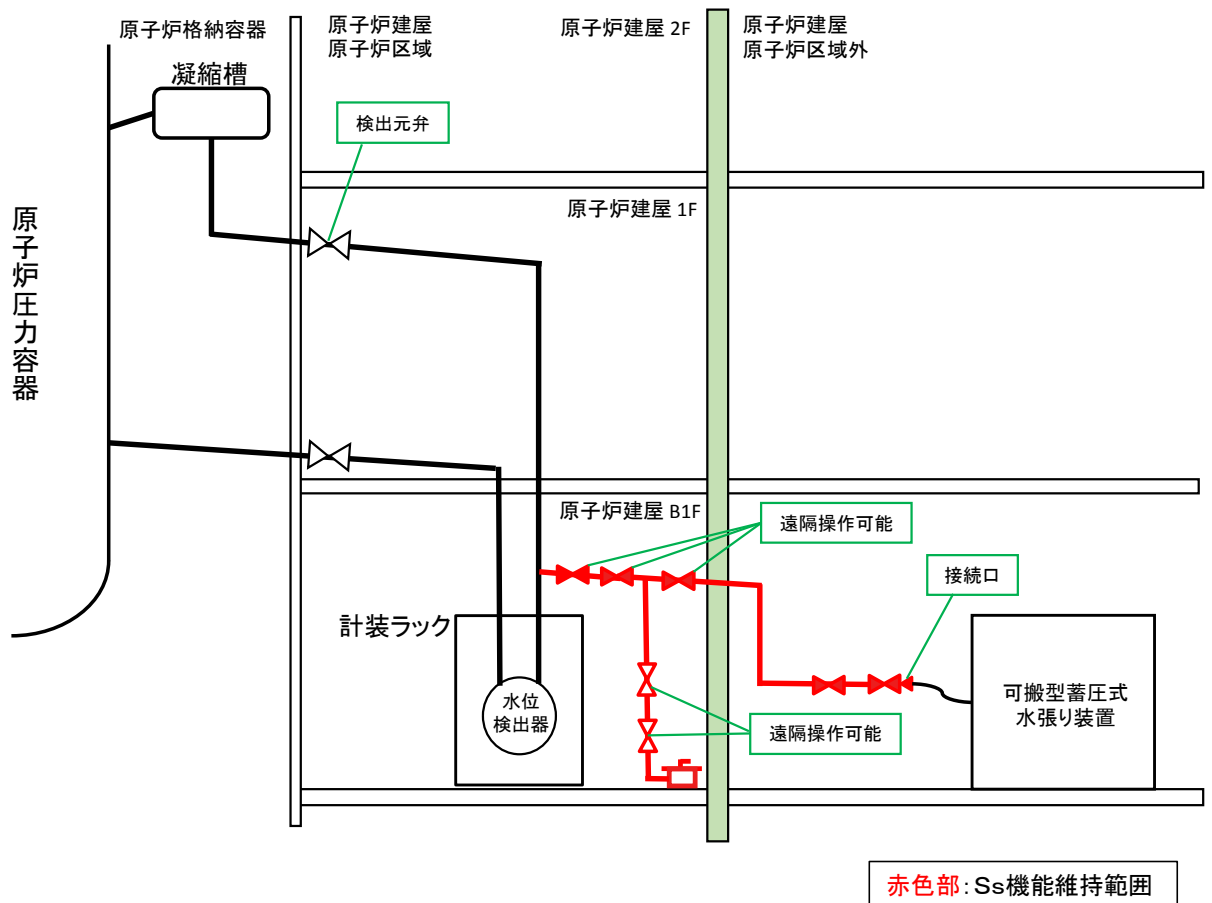 原子炉格納容器
原子炉建屋
原子炉区域
原子炉建屋 2F
原子炉建屋
原子炉区域外
凝縮槽
検出元弁
原子炉建屋 1F
原子炉圧力容器
原子炉建屋 B1F
遠隔操作可能
接続口
計装ラック
水位
検出器
可搬型蓄圧式
水張り装置
遠隔操作可能
赤色部：Ss機能維持範囲